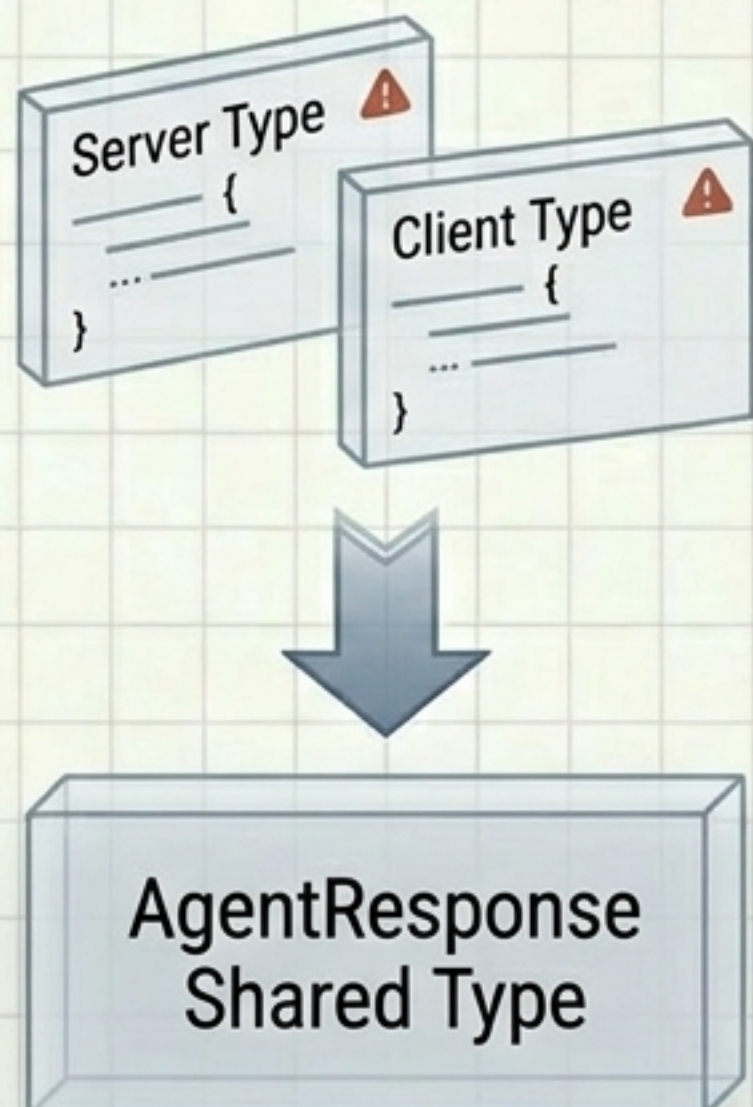 Server Type
{
...
}
Client Type
{
...
}
AgentResponse
Shared Type